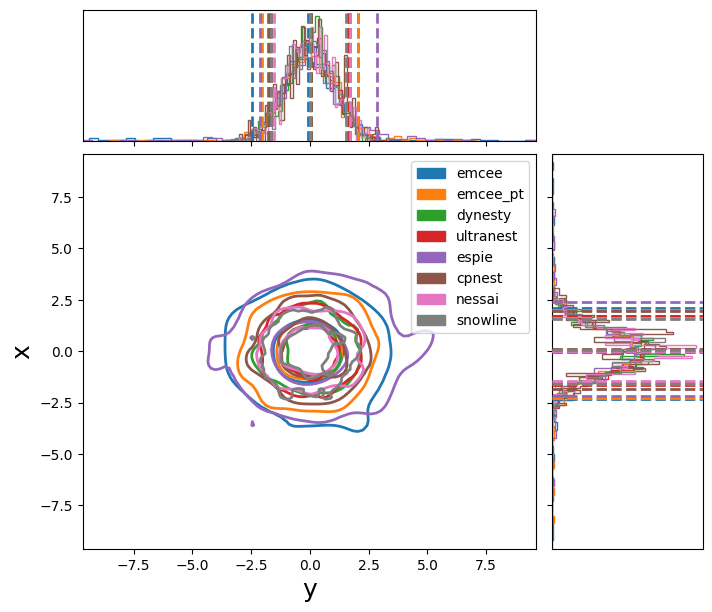 emcee
emcee_pt
dynesty
ultranest
espie
cpnest
nessai
snowline
7.5
5.0
2.5
0.0
−2.5
−5.0
−7.5
x
−7.5 −5.0 −2.5 0.0 2.5 5.0 7.5
y